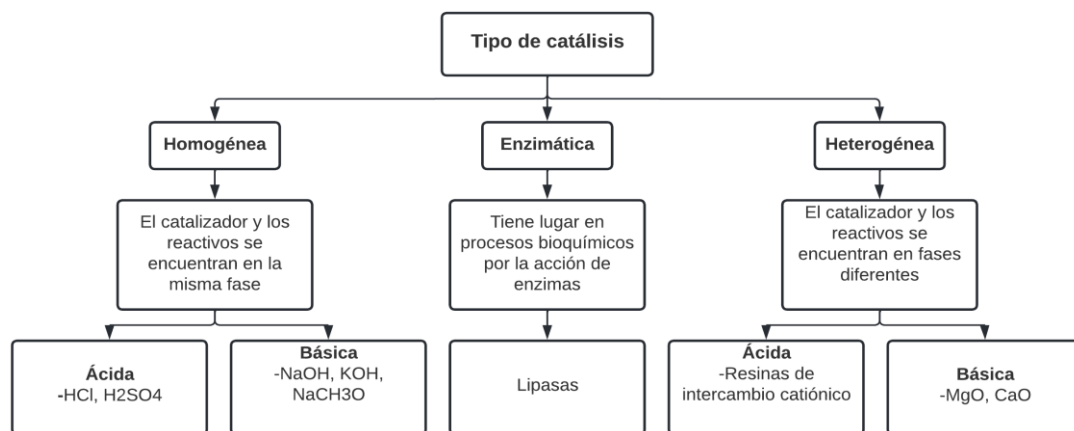 Tipo de catálisis
Homogénea
Enzimática
Heterogénea
El catalizador y los
reactivos se
encuentran en la
misma fase
Tiene lugar en
procesos bioquímicos
por la acción de
enzimas
El catalizador y los
reactivos se
encuentran en fases
diferentes
Ácida
-HCl, H2SO4
Básica
-NaOH, KOH,
NaCH3O
Lipasas
Ácida
-Resinas de
intercambio catiónico
Básica
-MgO, CaO